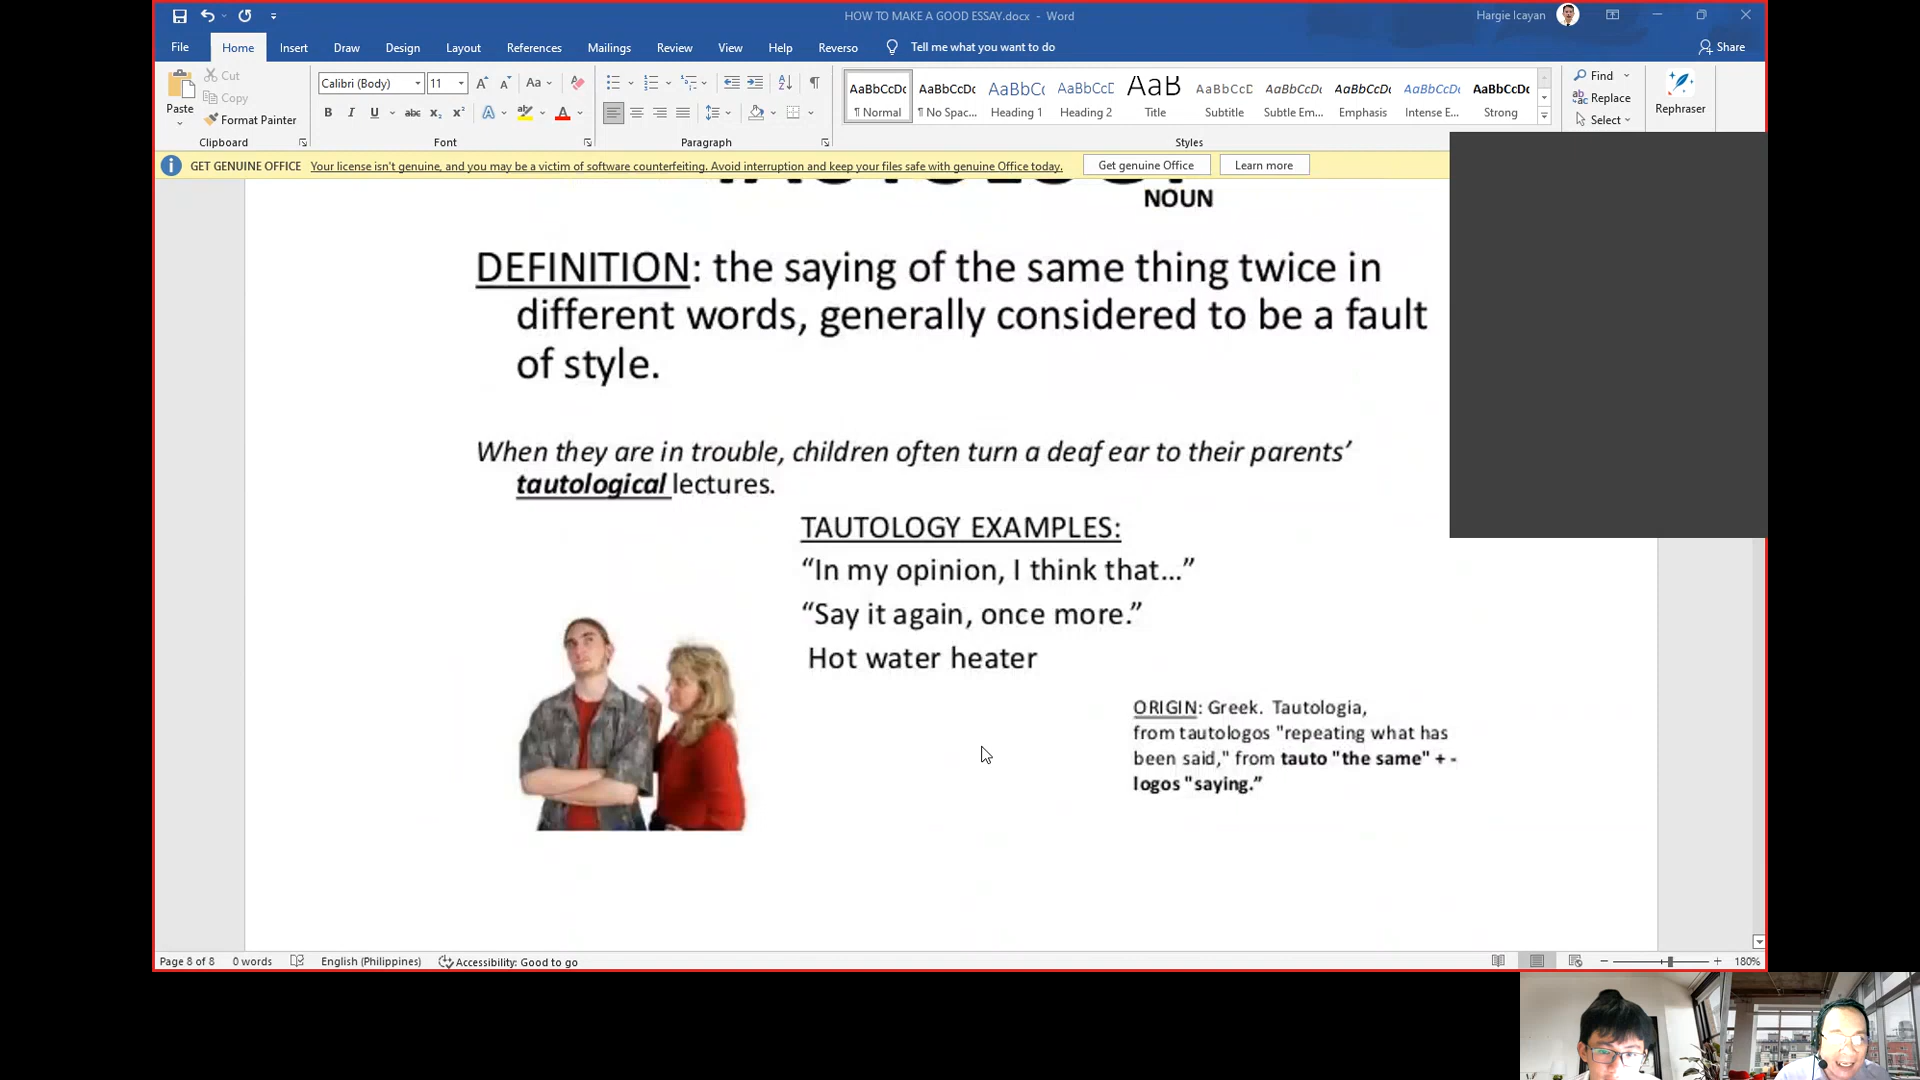 HOW TO MAKE A GOOD ESSAY.docx - Word
Hargie Icayan
File Home Insert Draw Design Layout References Mailings Review View Help Reverso Tell me what you want to do Share
Paste
Cut
Copy
Format Painter
Clipboard
Calibri (Body) 11
Font
Paragraph
AaBbCcDc AaBbCcDc AaBbC( AaBbCcD AaB AaBbCcD AaBbCcDc AaBbCcDc AaBbCcDc AaBbCcDc
¶ Normal ¶ No Spac... Heading 1 Heading 2 Title Subtitle Subtle Em... Emphasis Intense E... Strong
Styles
Find
Replace
Select
Rephraser
GET GENUINE OFFICE Your license isn't genuine, and you may be a victim of software counterfeiting. Avoid interruption and keep your files safe with genuine Office today. Get genuine Office Learn more
NOUN
DEFINITION: the saying of the same thing twice in
different words, generally considered to be a fault
of style.
When they are in trouble, children often turn a deaf ear to their parents’
tautological lectures.
TAUTOLOGY EXAMPLES:
“In my opinion, I think that...”
“Say it again, once more.”
Hot water heater
ORIGIN: Greek. Tautologia,
from tautologos "repeating what has
been said," from tauto "the same" + -
logos "saying.”
Page 8 of 8 0 words English (Philippines) Accessibility: Good to go 180%